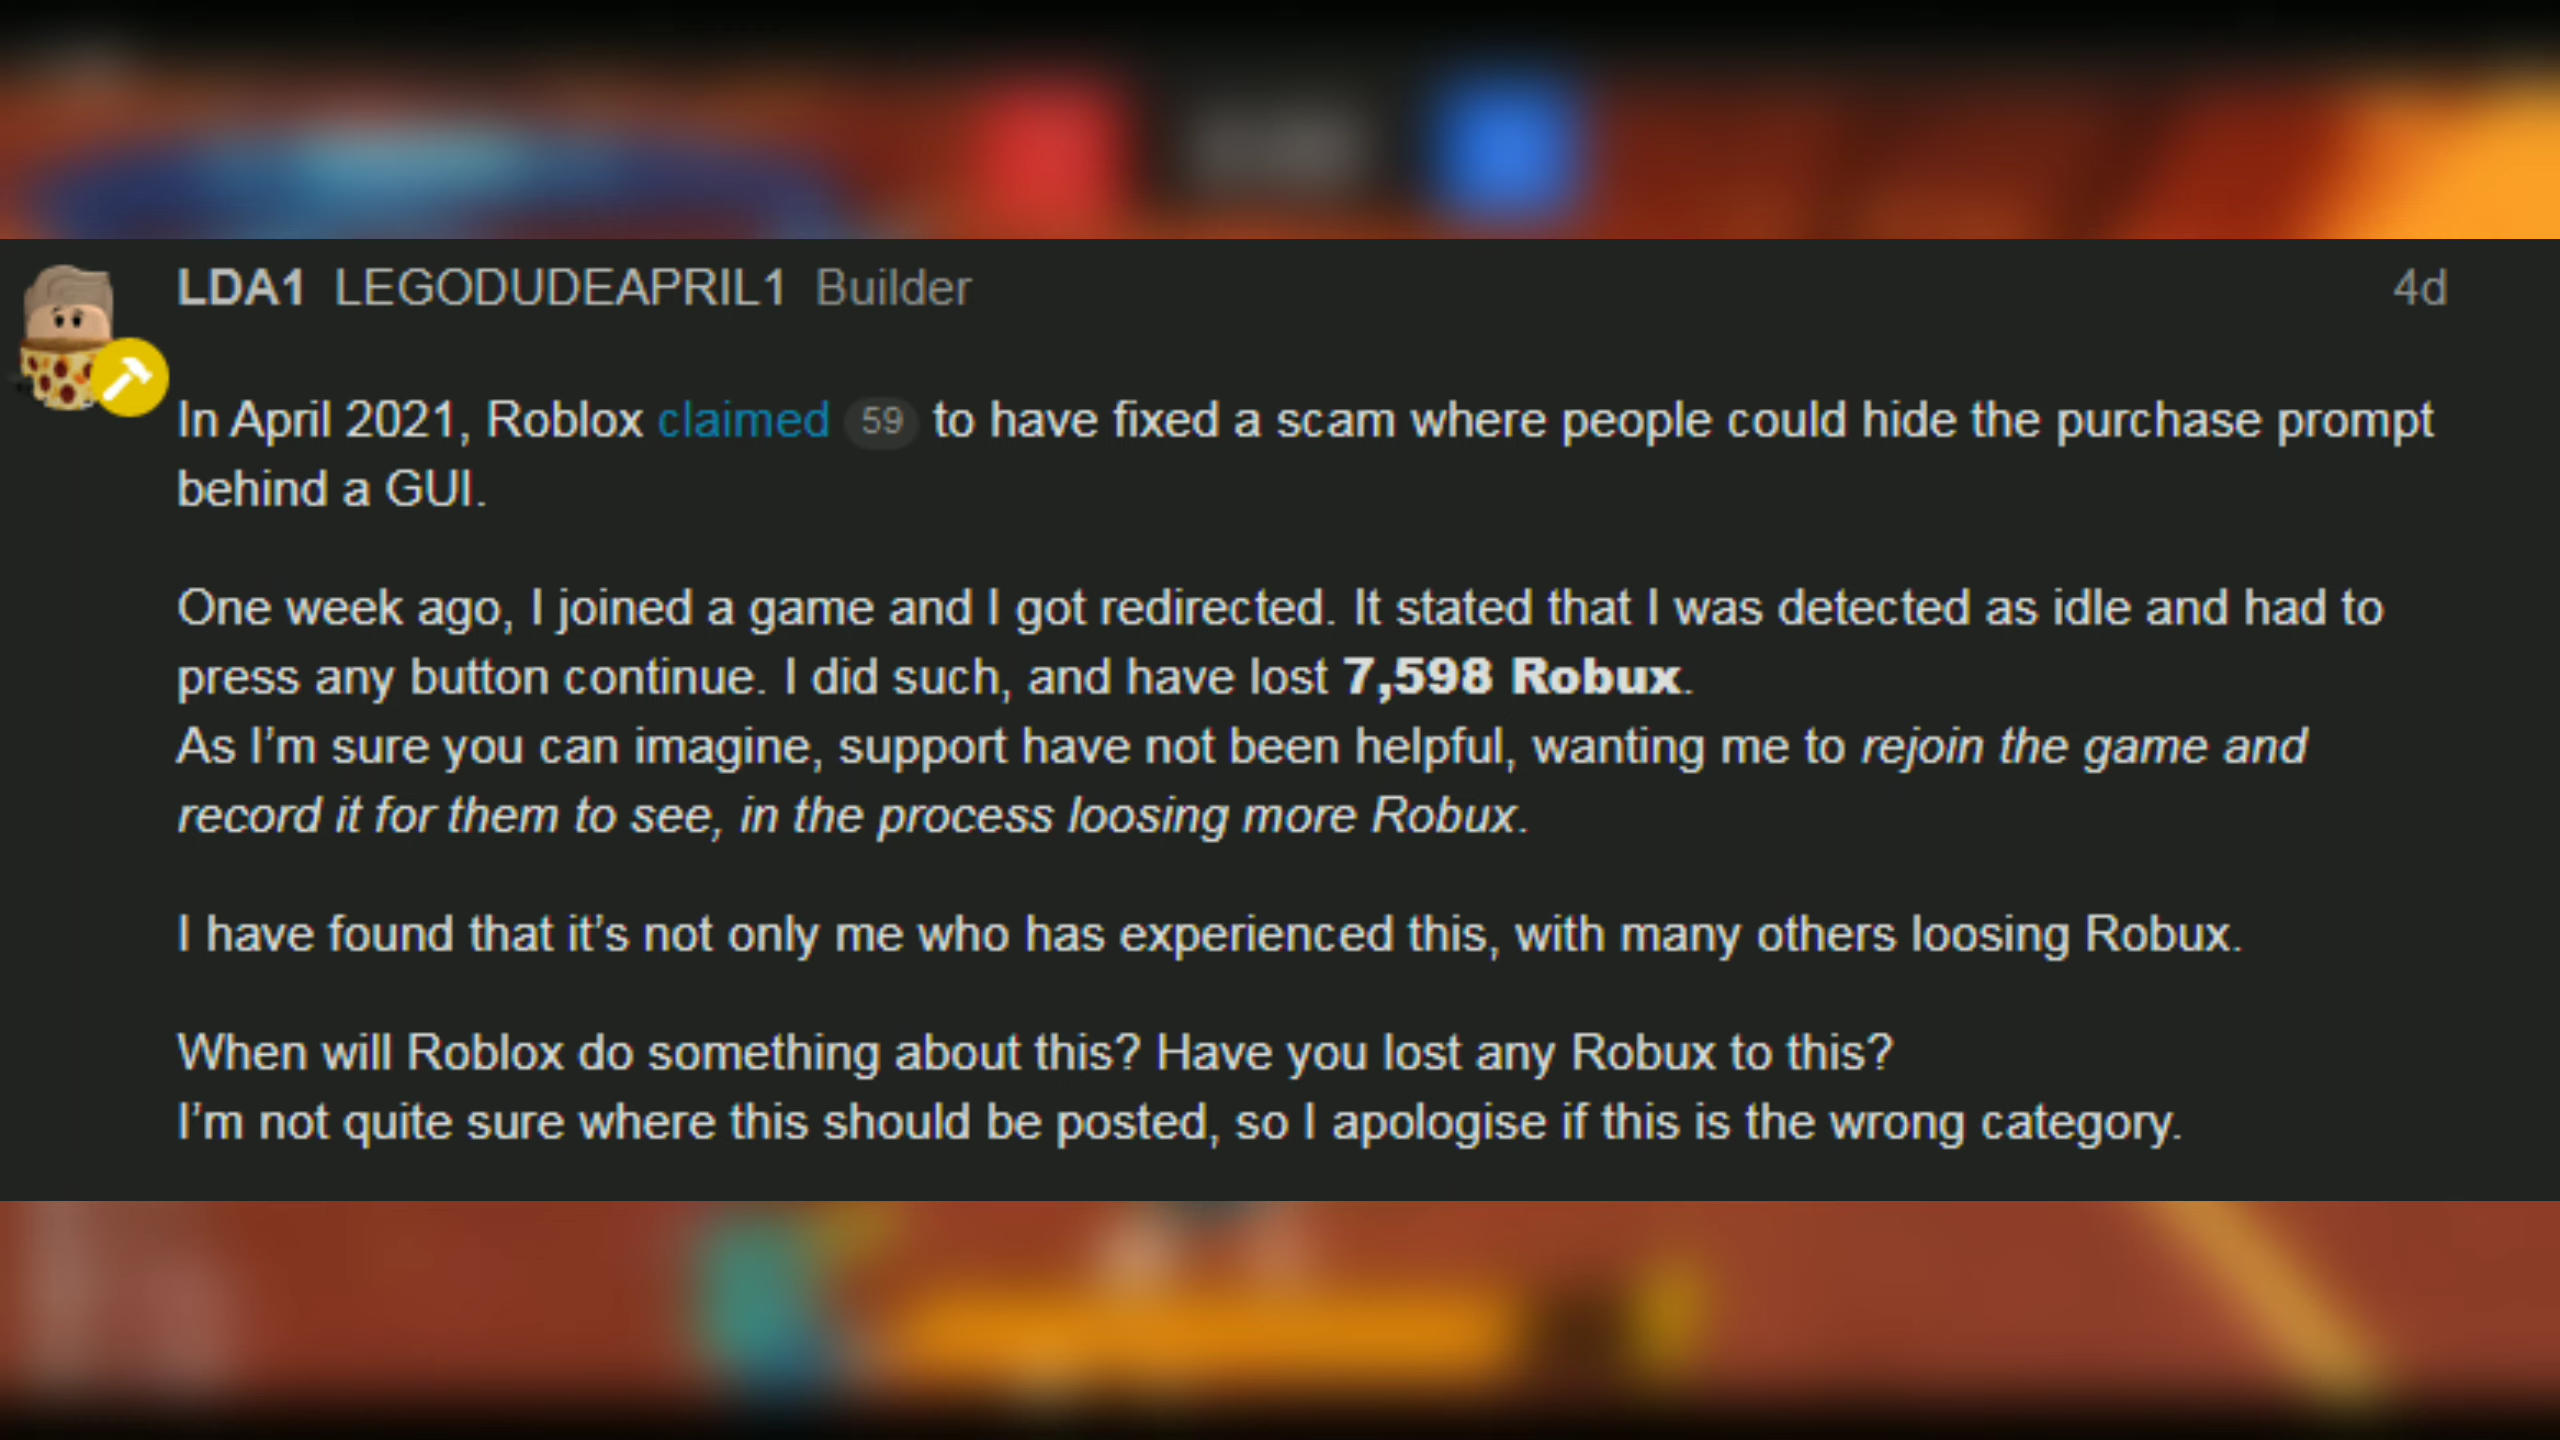 LDA1 LEGODUDEAPRIL1 Builder 4d
In April 2021, Roblox claimed 59 to have fixed a scam where people could hide the purchase prompt
behind a GUI.
One week ago, I joined a game and I got redirected. It stated that I was detected as idle and had to
press any button continue. I did such, and have lost 7,598 Robux.
As I’m sure you can imagine, support have not been helpful, wanting me to rejoin the game and
record it for them to see, in the process loosing more Robux.
I have found that it’s not only me who has experienced this, with many others loosing Robux.
When will Roblox do something about this? Have you lost any Robux to this?
I’m not quite sure where this should be posted, so I apologise if this is the wrong category.